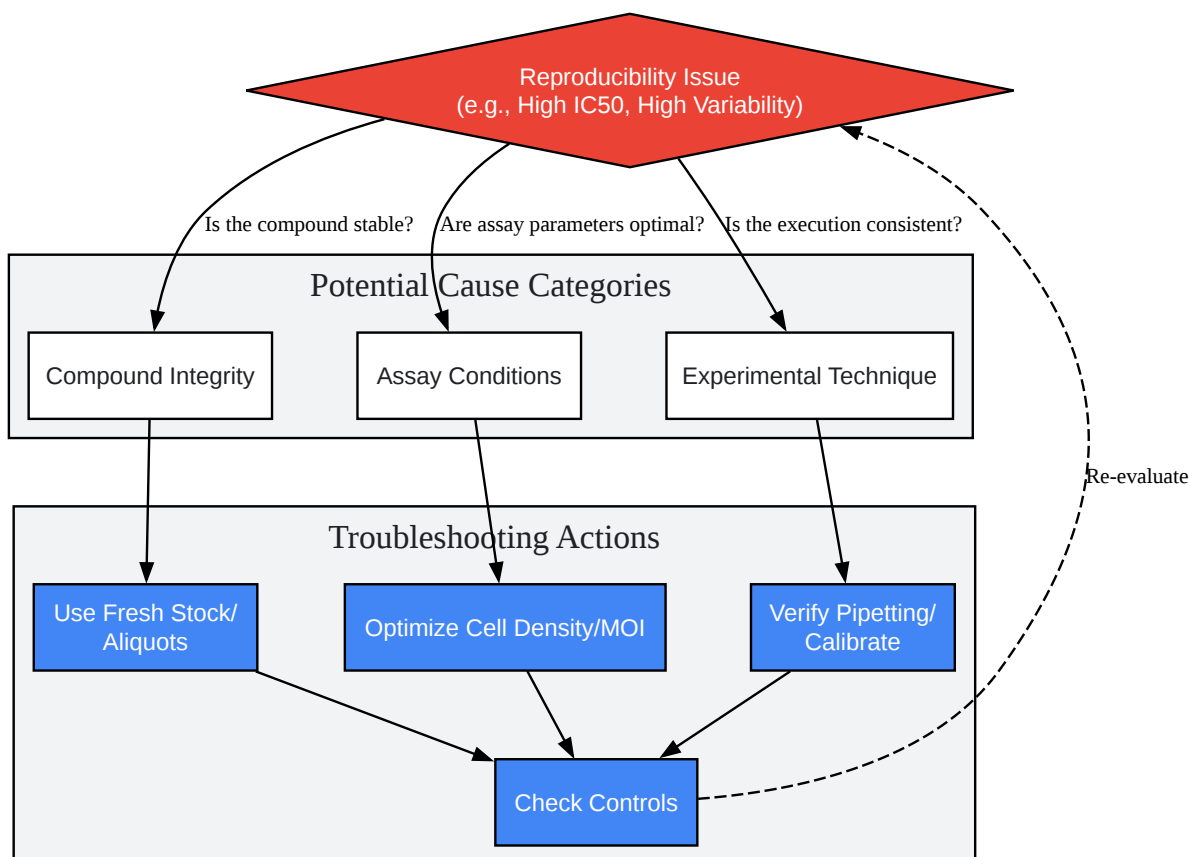 Reproducibility Issue
(e.g., High IC50, High Variability)
Is the compound stable?
Are assay parameters optimal?
Is the execution consistent?
Potential Cause Categories
Compound Integrity
Assay Conditions
Experimental Technique
Re-evaluate
Troubleshooting Actions
Use Fresh Stock/
Aliquots
Optimize Cell Density/MOI
Verify Pipetting/
Calibrate
Check Controls